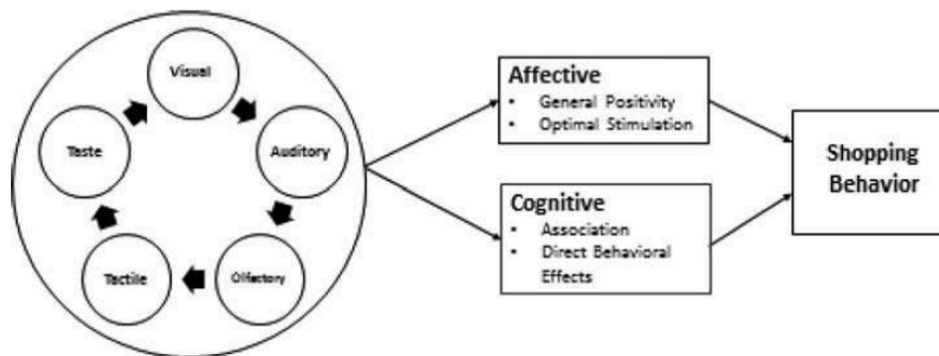 Visual
Auditory
Olfactory
Tactile
Taste
Affective
• General Positivity
• Optimal Stimulation
Cognitive
• Association
• Direct Behavioral
Effects
Shopping
Behavior